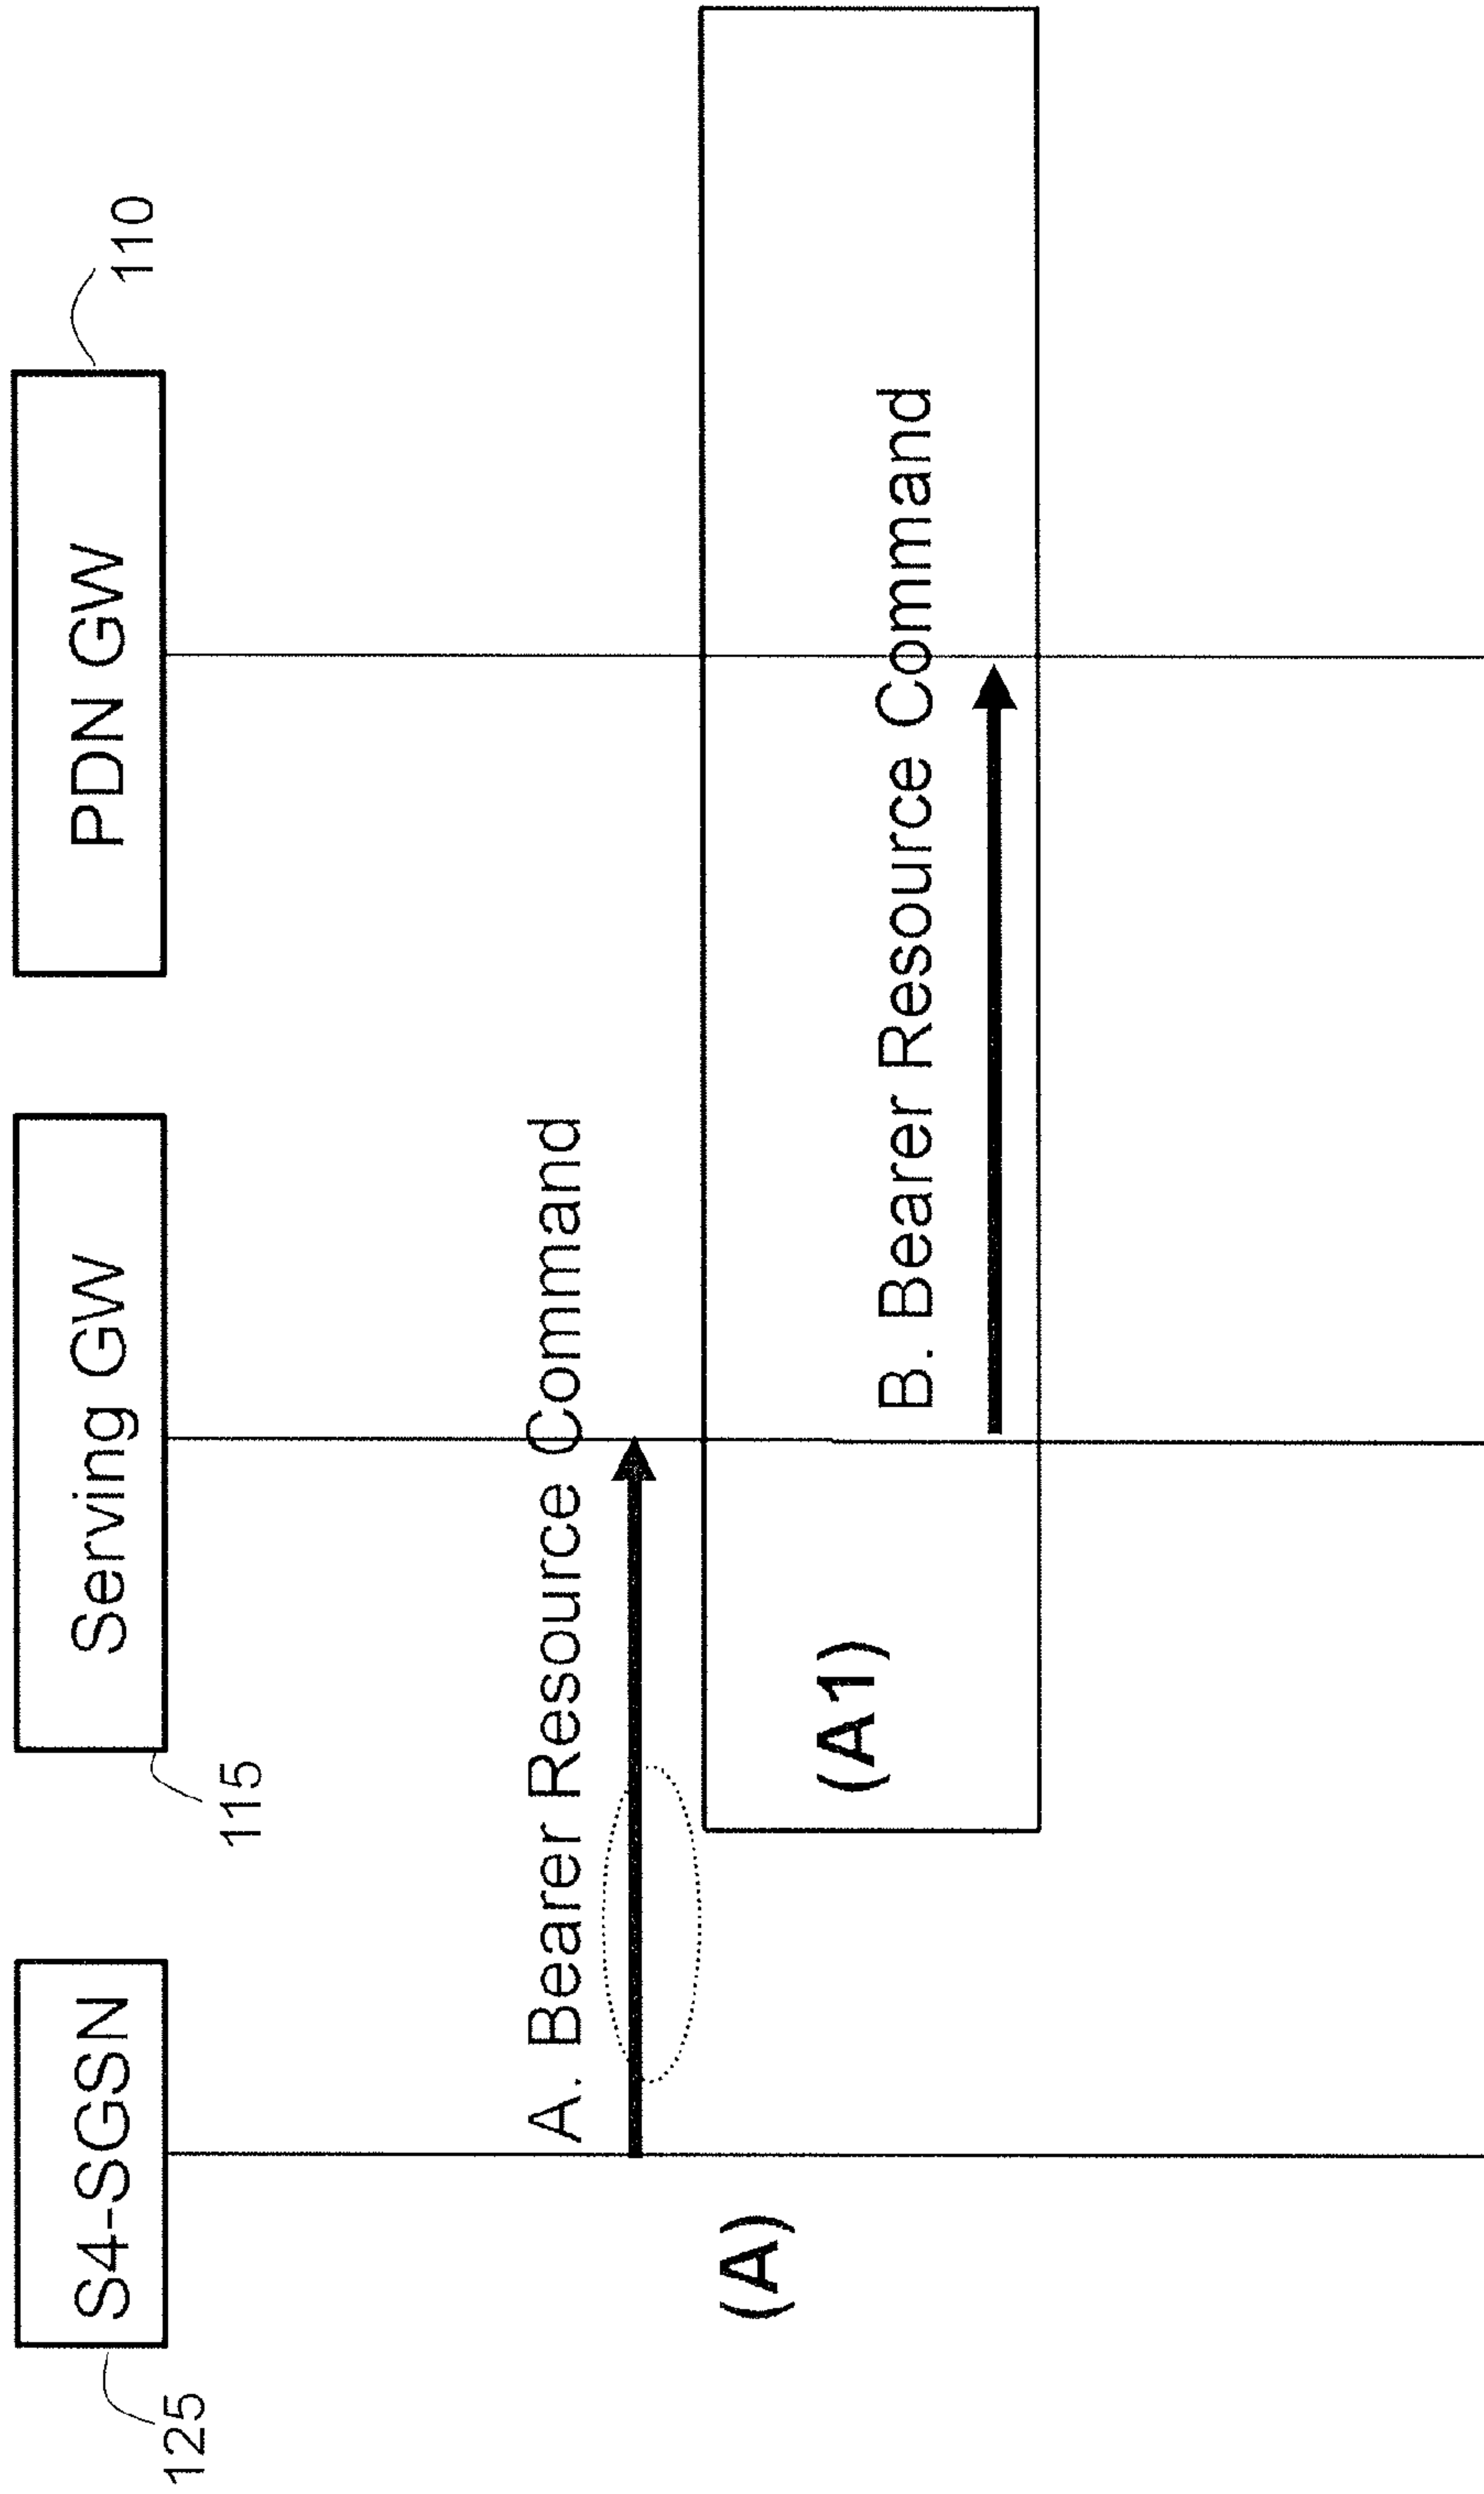 S4-SGSN
125
Serving GW
115
PDN GW
110
A. Bearer Resource Command
(A)
(A1)
B. Bearer Resource Command